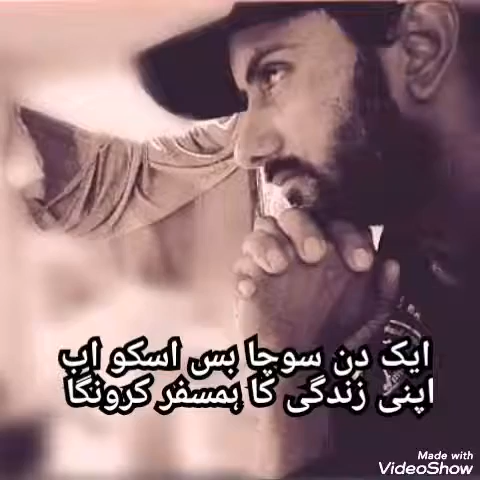 ایک دن سوچا بس اسکو اب
اپنی زندگی کا ہمسفر کرونگا
Made with
VideoShow